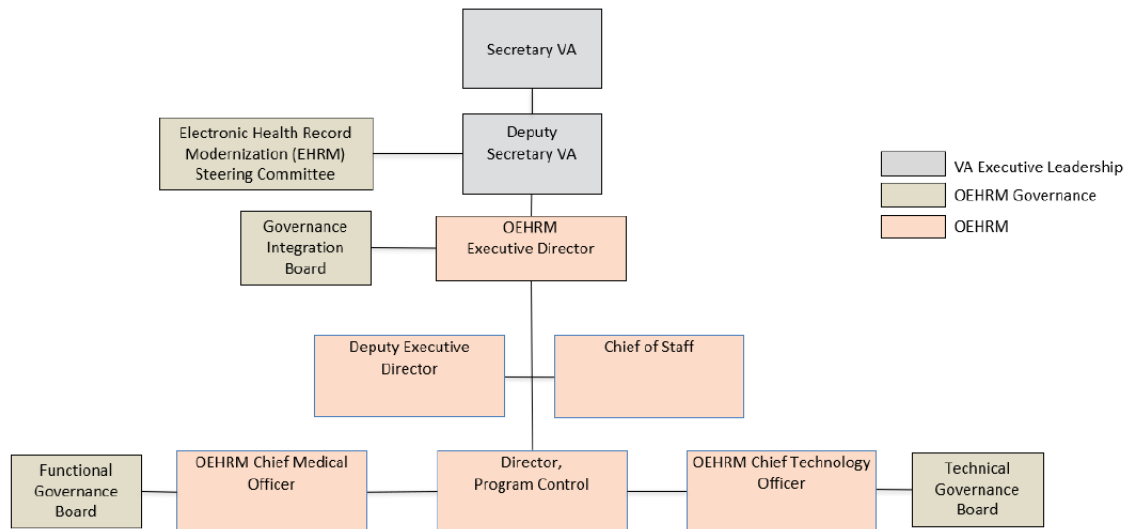 Secretary VA
Electronic Health Record
Modernization (EHRM)
Steering Committee
Deputy
Secretary VA
VA Executive Leadership
OEHRM Governance
OEHRM
Governance
Integration
Board
OEHRM
Executive Director
Deputy Executive
Director
Chief of Staff
Functional
Governance
Board
OEHRM Chief Medical
Officer
Director,
Program Control
OEHRM Chief Technology
Officer
Technical
Governance
Board